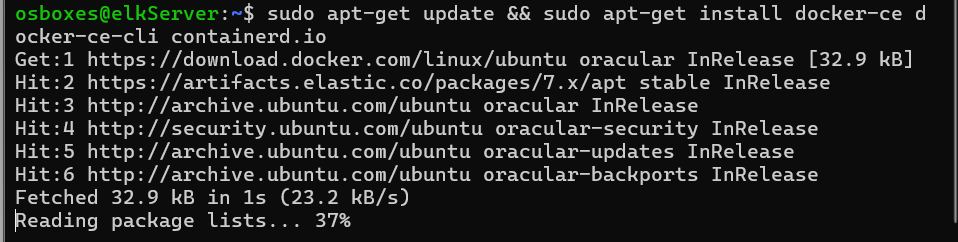 osboxes@elkServer:~$ sudo apt-get update && sudo apt-get install docker-ce d
ocker-ce-cli containerd.io
Get:1 https://download.docker.com/linux/ubuntu oracular InRelease [32.9 kB]
Hit:2 https://artifacts.elastic.co/packages/7.x/apt stable InRelease
Hit:3 http://archive.ubuntu.com/ubuntu oracular InRelease
Hit:4 http://security.ubuntu.com/ubuntu oracular-security InRelease
Hit:5 http://archive.ubuntu.com/ubuntu oracular-updates InRelease
Hit:6 http://archive.ubuntu.com/ubuntu oracular-backports InRelease
Fetched 32.9 kB in 1s (23.2 kB/s)
Reading package lists... 37%